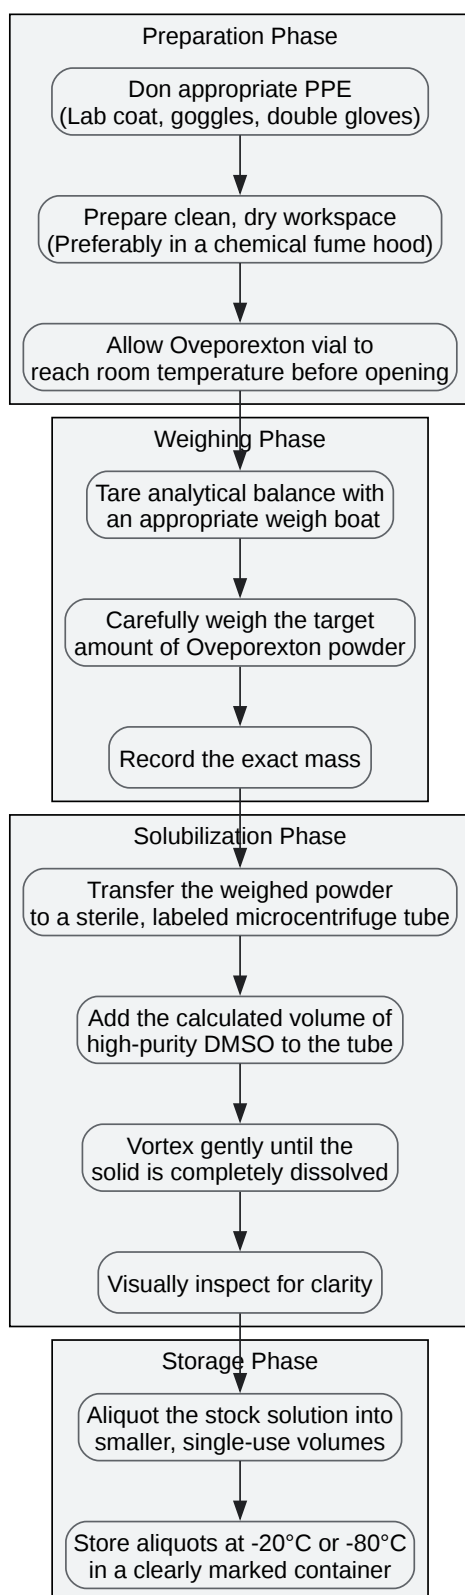 Preparation Phase
Don appropriate PPE
(Lab coat, goggles, double gloves)
Prepare clean, dry workspace
(Preferably in a chemical fume hood)
Allow Oveporexton vial to
reach room temperature before opening
Weighing Phase
Tare analytical balance with
an appropriate weigh boat
Carefully weigh the target
amount of Oveporexton powder
Record the exact mass
Solubilization Phase
Transfer the weighed powder
to a sterile, labeled microcentrifuge tube
Add the calculated volume of
high-purity DMSO to the tube
Vortex gently until the
solid is completely dissolved
Visually inspect for clarity
Storage Phase
Aliquot the stock solution into
smaller, single-use volumes
Store aliquots at -20°C or -80°C
in a clearly marked container